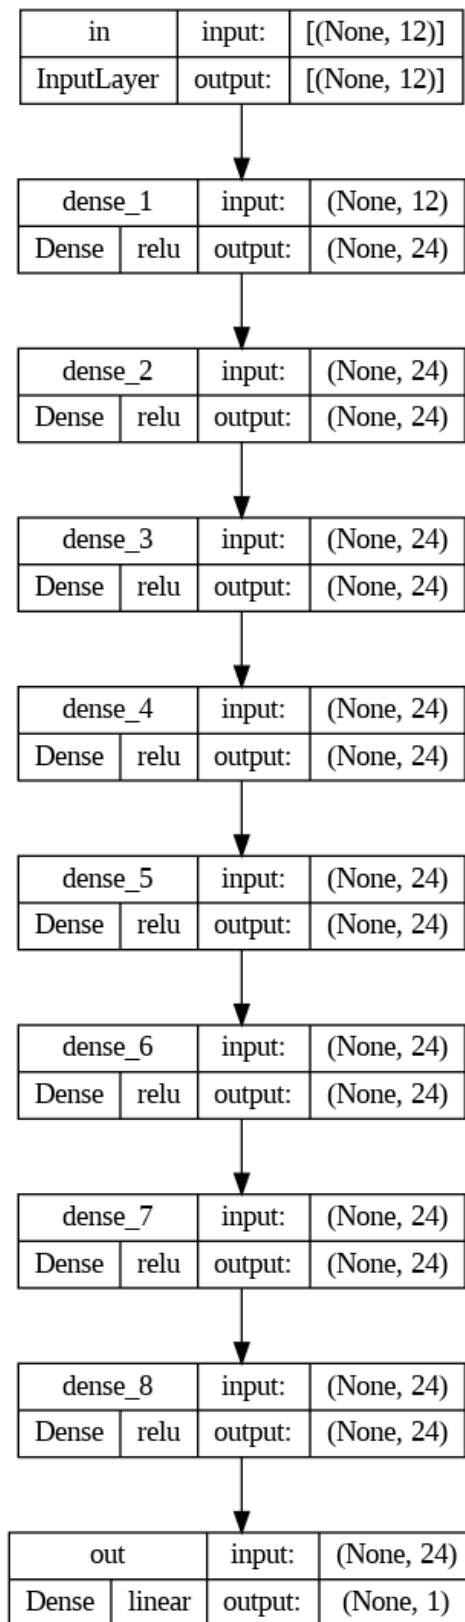 in input: [(None, 12)]
InputLayer output: [(None, 12)]
dense_1 input: (None, 12)
Dense relu output: (None, 24)
dense_2 input: (None, 24)
Dense relu output: (None, 24)
dense_3 input: (None, 24)
Dense relu output: (None, 24)
dense_4 input: (None, 24)
Dense relu output: (None, 24)
dense_5 input: (None, 24)
Dense relu output: (None, 24)
dense_6 input: (None, 24)
Dense relu output: (None, 24)
dense_7 input: (None, 24)
Dense relu output: (None, 24)
dense_8 input: (None, 24)
Dense relu output: (None, 24)
out input: (None, 24)
Dense linear output: (None, 1)